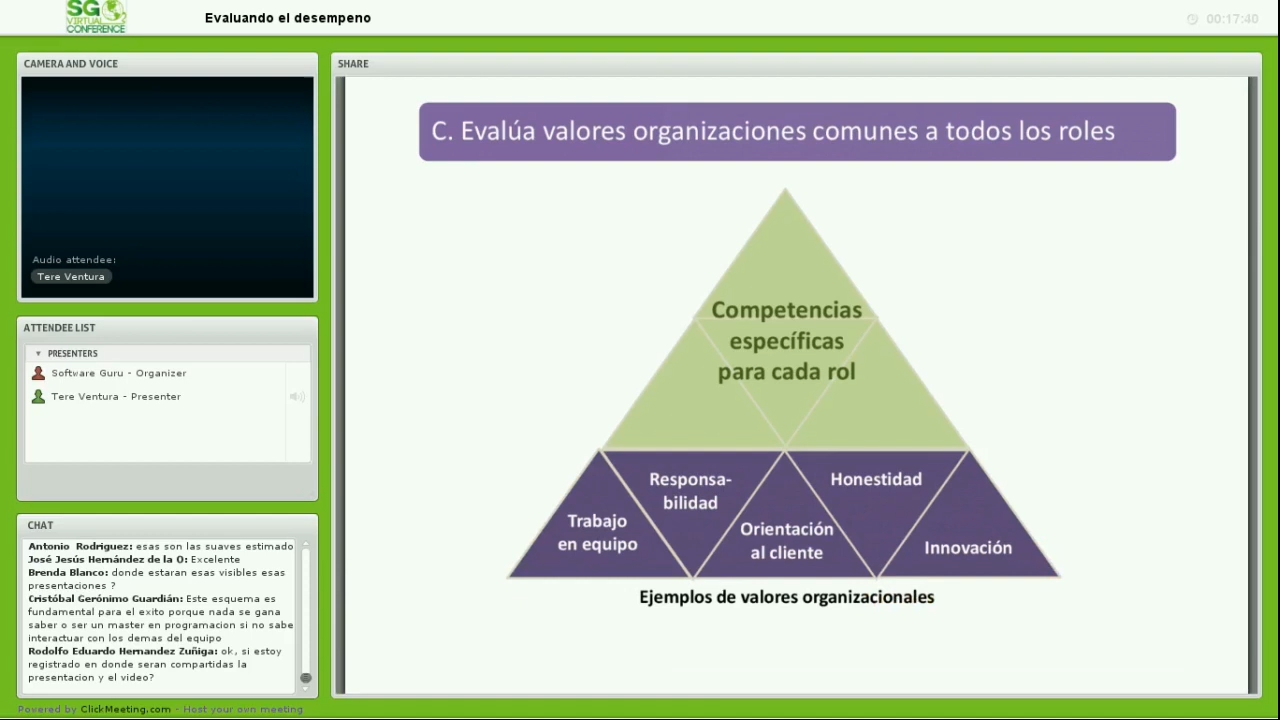 SG
VIRTUAL
CONFERENCE
Evaluando el desempeno
00:17:40
CAMERA AND VOICE
Audio attendee:
Tere Ventura
ATTENDEE LIST
PRESENTERS
Software Guru - Organizer
Tere Ventura - Presenter
CHAT
Antonio Rodriguez: esas son las suaves estimado
José Jesús Hernández de la O: Excelente
Brenda Blanco: donde estaran esas visibles esas
presentaciones ?
Cristóbal Gerónimo Guardián: Este esquema es
fundamental para el exito porque nada se gana
saber o ser un master en programacion si no sabe
interactuar con los demas del equipo
Rodolfo Eduardo Hernandez Zuñiga: ok, si estoy
registrado en donde seran compartidas la
presentacion y el video?
Powered by ClickMeeting.com - Host your own meeting
SHARE
C. Evalúa valores organizaciones comunes a todos los roles
Competencias
específicas
para cada rol
Responsa-
bilidad
Honestidad
Trabajo
en equipo
Orientación
al cliente
Innovación
Ejemplos de valores organizacionales